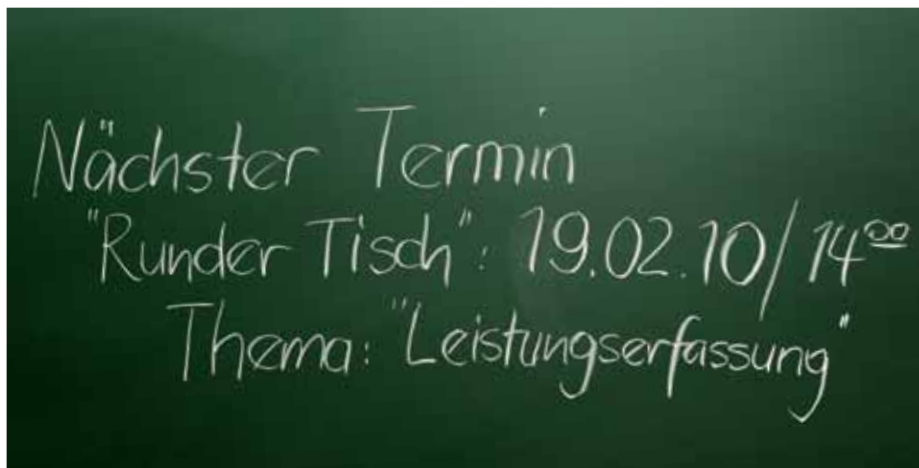 Nächster Termin
"Runder Tisch": 19.02.10/14⁰⁰
Thema: "Leistungserfassung"